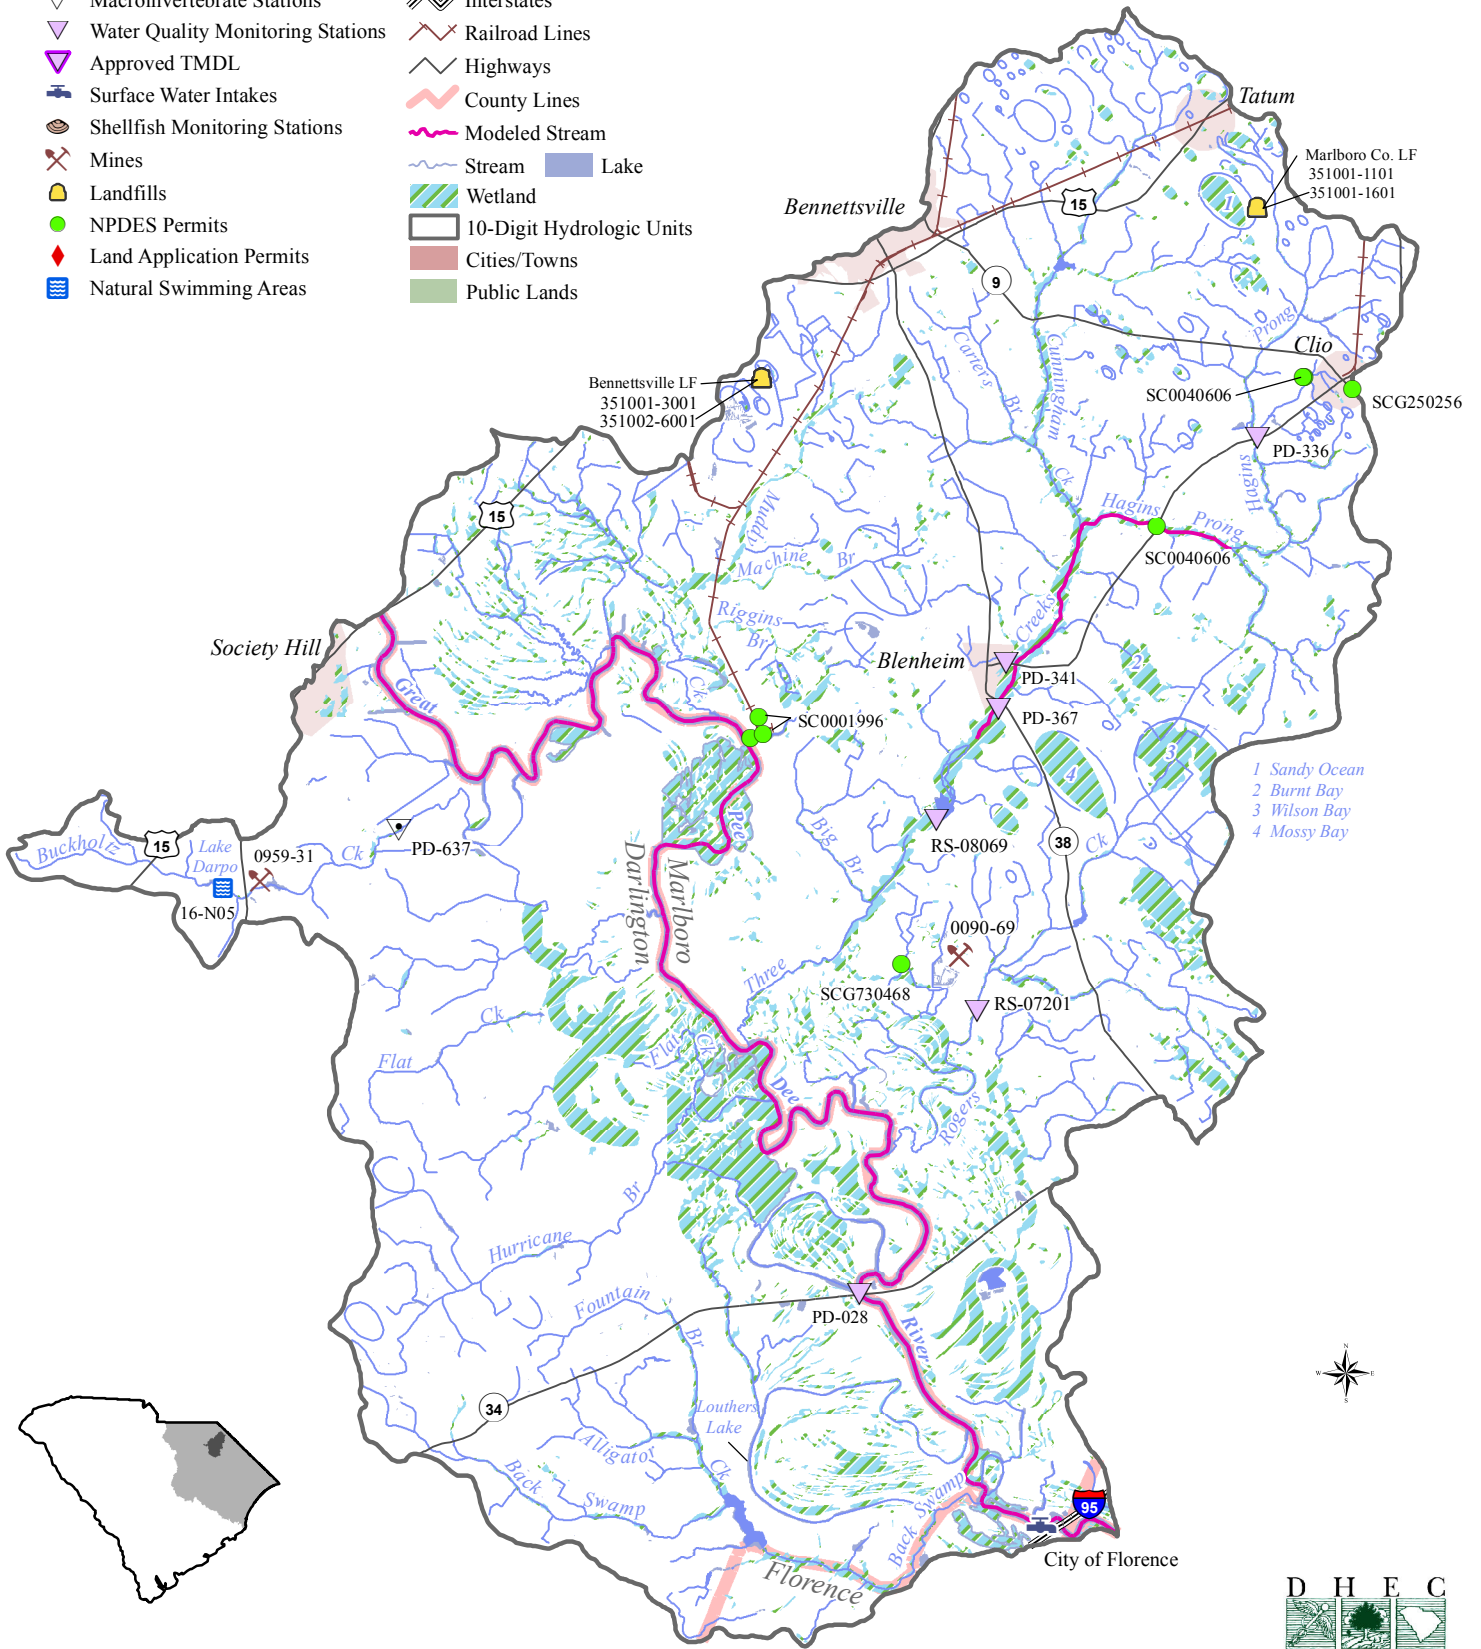 Macroinvertebrate Stations
Water Quality Monitoring Stations
Approved TMDL
Surface Water Intakes
Shellfish Monitoring Stations
Mines
Landfills
NPDES Permits
Land Application Permits
Natural Swimming Areas
Interstates
Railroad Lines
Highways
County Lines
Modeled Stream
Stream
Lake
Wetland
10-Digit Hydrologic Units
Cities/Towns
Public Lands
Tatum
Marlboro Co. LF
351001-1101
351001-1601
1
Bennettsville
15
9
Prong
Clio
Carter's Br
Cunningham Ck
SC0040606
SCG250256
Bennettsville LF
351001-3001
351002-6001
PD-336
Hagins
15
Muddy
Ck
Hagins Prong
SC0040606
Machine Br
Riggins Br
Creeks
Society Hill
Blenheim
2
PD-341
PD-367
Great
SC0001996
3
4
1 Sandy Ocean
2 Burnt Bay
3 Wilson Bay
4 Mossy Bay
Pee
Big Br
RS-08069
38
Ck
Buckholtz
15
Lake
Darpo
0959-31
Ck
PD-637
16-N05
Darlington
Marlboro
0090-69
Three
SCG730468
RS-07201
Ck
Flat
Flat Ck
Dee
Rogers
Br
Hurricane
Fountain
Br
PD-028
River
34
Louthers
Lake
Alligator
Ck
Back Swamp
Back Swamp
95
City of Florence
Florence
N
W E
S
D H E C